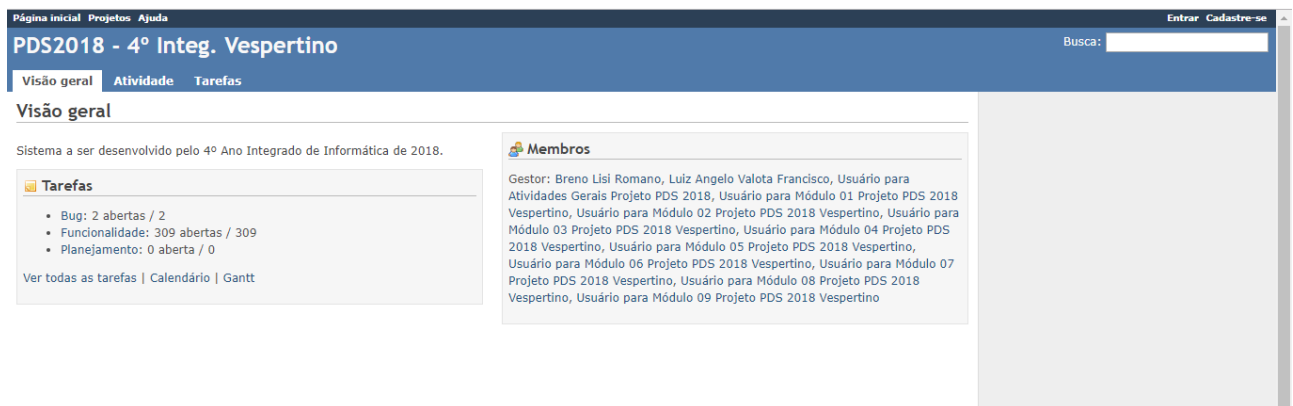 Página inicial Projetos Ajuda
Entrar Cadastre-se
PDS2018 - 4º Integ. Vespertino
Busca:
Visão geral Atividade Tarefas
Visão geral
Sistema a ser desenvolvido pelo 4º Ano Integrado de Informática de 2018.
Tarefas
• Bug: 2 abertas / 2
• Funcionalidade: 309 abertas / 309
• Planejamento: 0 aberta / 0
Ver todas as tarefas | Calendário | Gantt
Membros
Gestor: Breno Lisi Romano, Luiz Angelo Valota Francisco, Usuário para
Atividades Gerais Projeto PDS 2018, Usuário para Módulo 01 Projeto PDS 2018
Vespertino, Usuário para Módulo 02 Projeto PDS 2018 Vespertino, Usuário para
Módulo 03 Projeto PDS 2018 Vespertino, Usuário para Módulo 04 Projeto PDS
2018 Vespertino, Usuário para Módulo 05 Projeto PDS 2018 Vespertino,
Usuário para Módulo 06 Projeto PDS 2018 Vespertino, Usuário para Módulo 07
Projeto PDS 2018 Vespertino, Usuário para Módulo 08 Projeto PDS 2018
Vespertino, Usuário para Módulo 09 Projeto PDS 2018 Vespertino